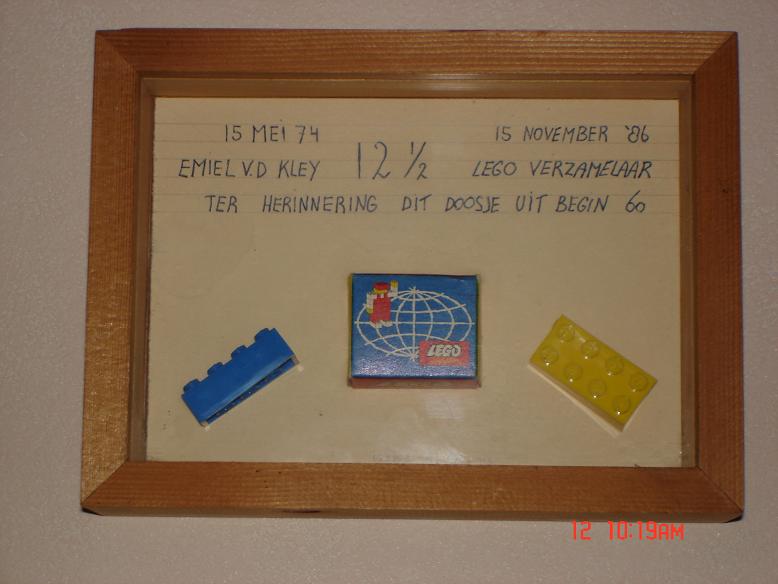 15 MEI 74 15 NOVEMBER '86
EMIEL V.D KLEY 12 ½ LEGO VERZAMELAAR
TER HERINNERING DIT DOOSJE UIT BEGIN 60
LEGO
12 10:19AM